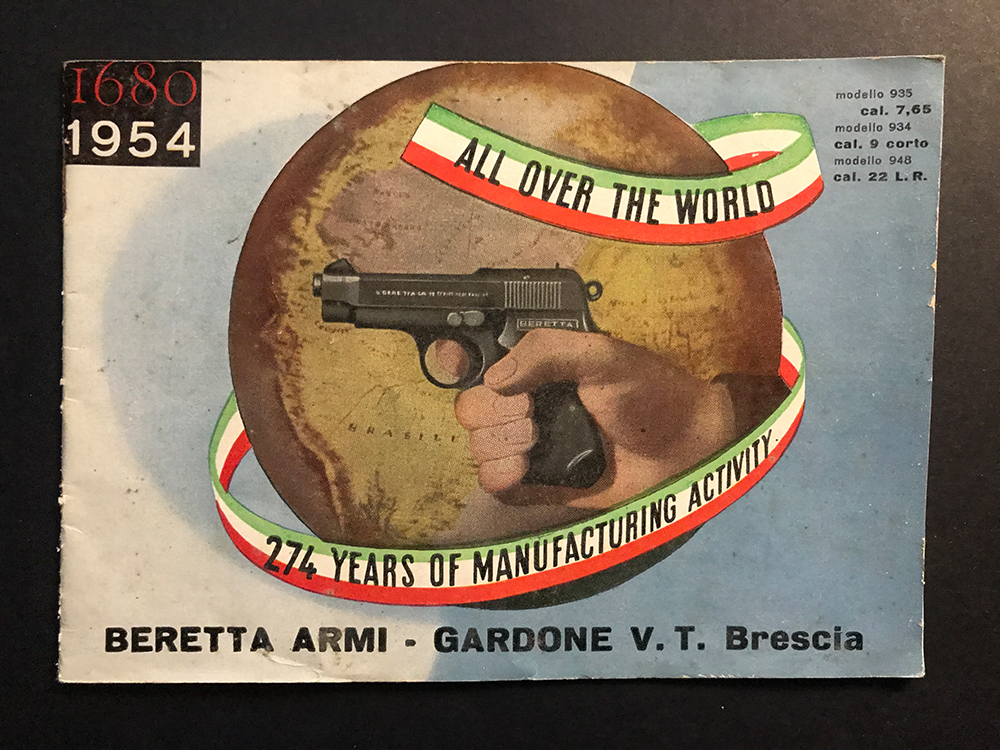 1680
1954
modello 935
cal. 7,65
modello 934
cal. 9 corto
modello 948
cal. 22 L.R.
ALL OVER THE WORLD
BERETTA
BRASILE
274 YEARS OF MANUFACTURING ACTIVITY.
BERETTA ARMI - GARDONE V. T. Brescia